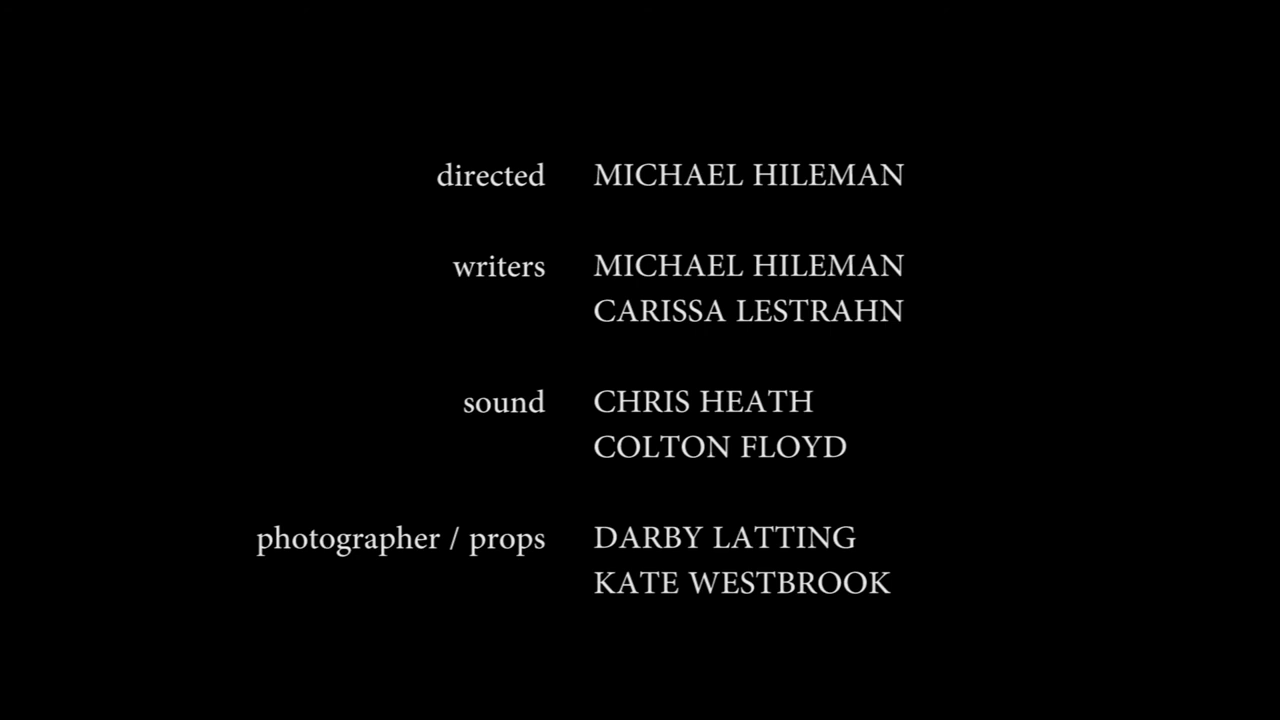 directed MICHAEL HILEMAN
writers MICHAEL HILEMAN
CARISSA LESTRAHN
sound CHRIS HEATH
COLTON FLOYD
photographer / props DARBY LATTING
KATE WESTBROOK